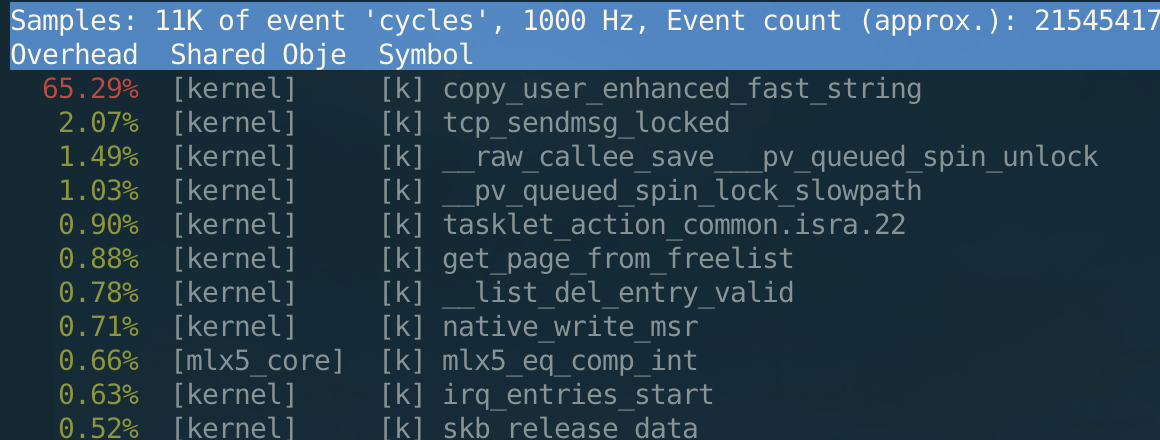 Samples: 11K of event 'cycles', 1000 Hz, Event count (approx.): 21545417
Overhead  Shared Obje  Symbol
65.29%  [kernel]     [k] copy_user_enhanced_fast_string
2.07%  [kernel]     [k] tcp_sendmsg_locked
1.49%  [kernel]     [k] __raw_callee_save___pv_queued_spin_unlock
1.03%  [kernel]     [k] __pv_queued_spin_lock_slowpath
0.90%  [kernel]     [k] tasklet_action_common.isra.22
0.88%  [kernel]     [k] get_page_from_freelist
0.78%  [kernel]     [k] __list_del_entry_valid
0.71%  [kernel]     [k] native_write_msr
0.66%  [mlx5_core]  [k] mlx5_eq_comp_int
0.63%  [kernel]     [k] irq_entries_start
0.52%  [kernel]     [k] skb_release_data